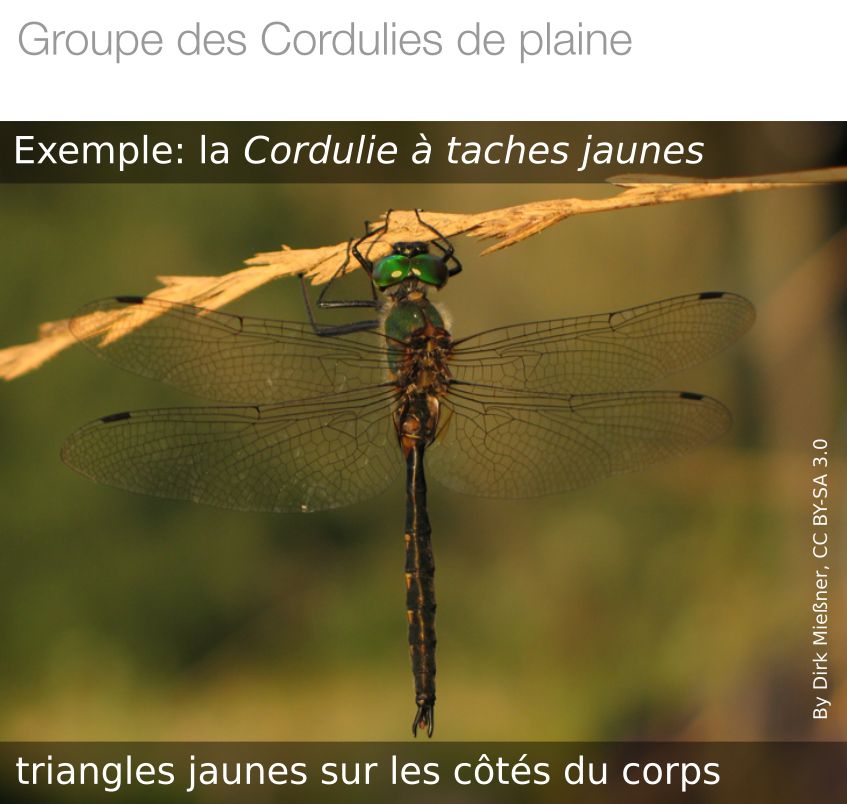 Groupe des Cordulies de plaine
Exemple: la Cordulie à taches jaunes
By Dirk Mießner, CC BY-SA 3.0
triangles jaunes sur les côtés du corps